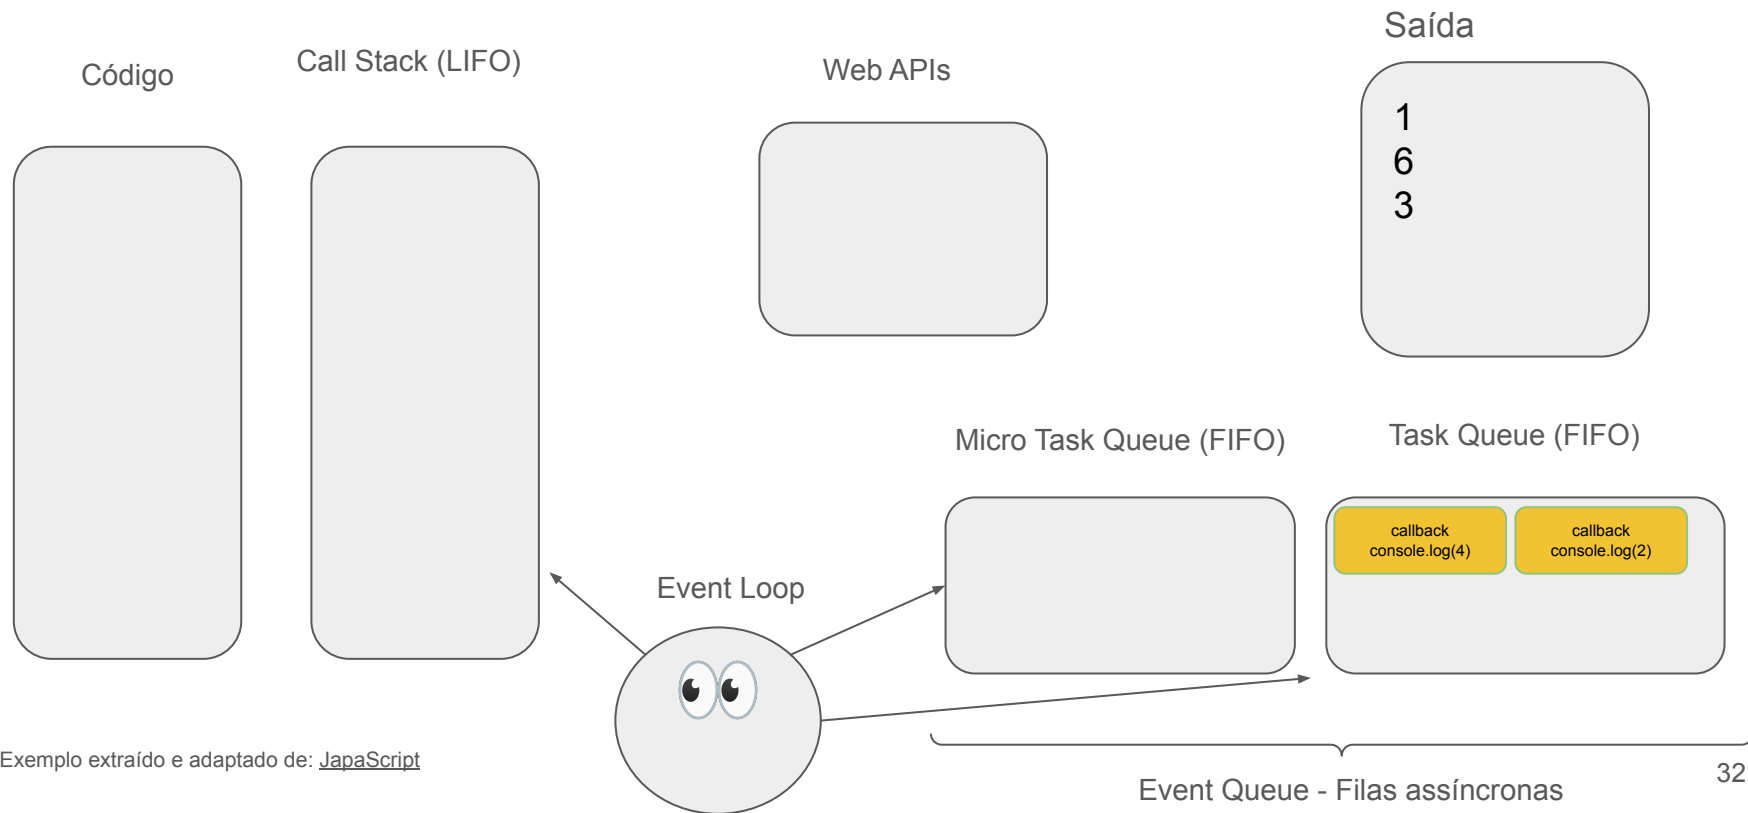 Saída
Código
Call Stack (LIFO)
Web APIs
1
6
3
Micro Task Queue (FIFO)
Task Queue (FIFO)
callback
console.log(4)
callback
console.log(2)
Event Loop
Exemplo extraído e adaptado de: JapaScript
Event Queue - Filas assíncronas
32